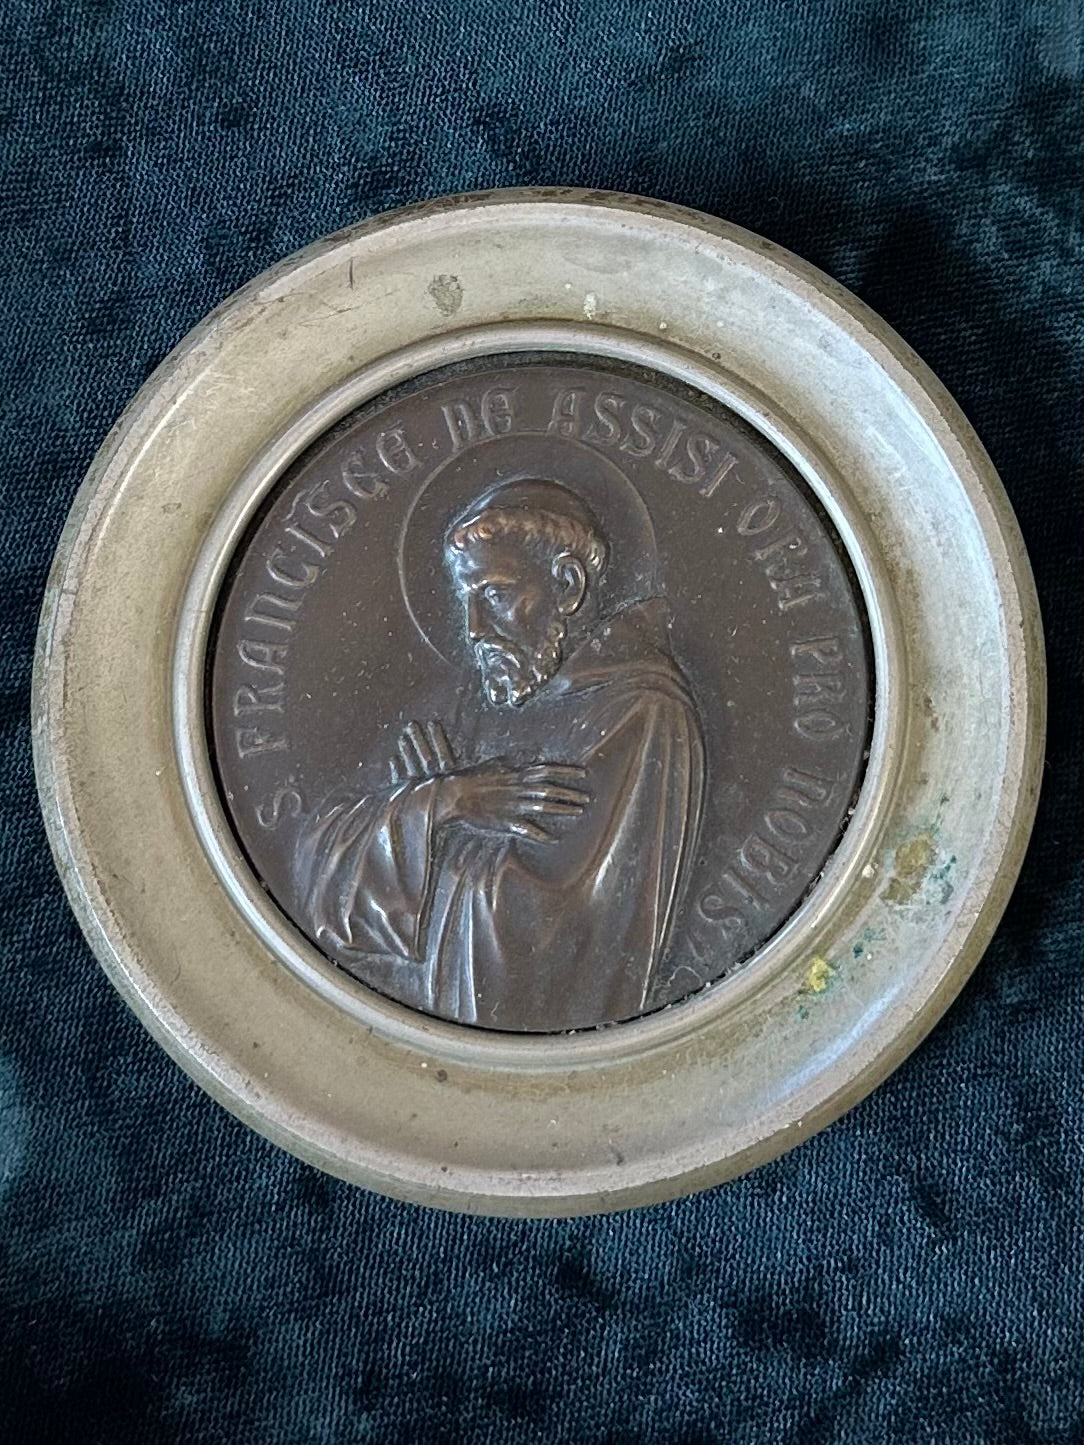 S. FRANCISCE DE ASSISI ORA PRO NOBIS